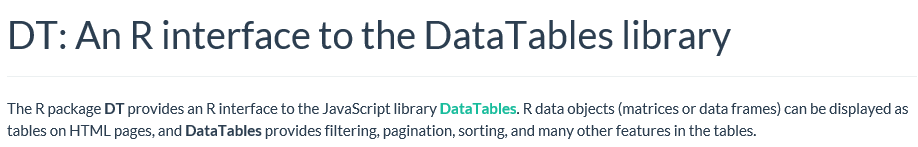 DT: An R interface to the DataTables library
The R package DT provides an R interface to the JavaScript library DataTables. R data objects (matrices or data frames) can be displayed as
tables on HTML pages, and DataTables provides filtering, pagination, sorting, and many other features in the tables.